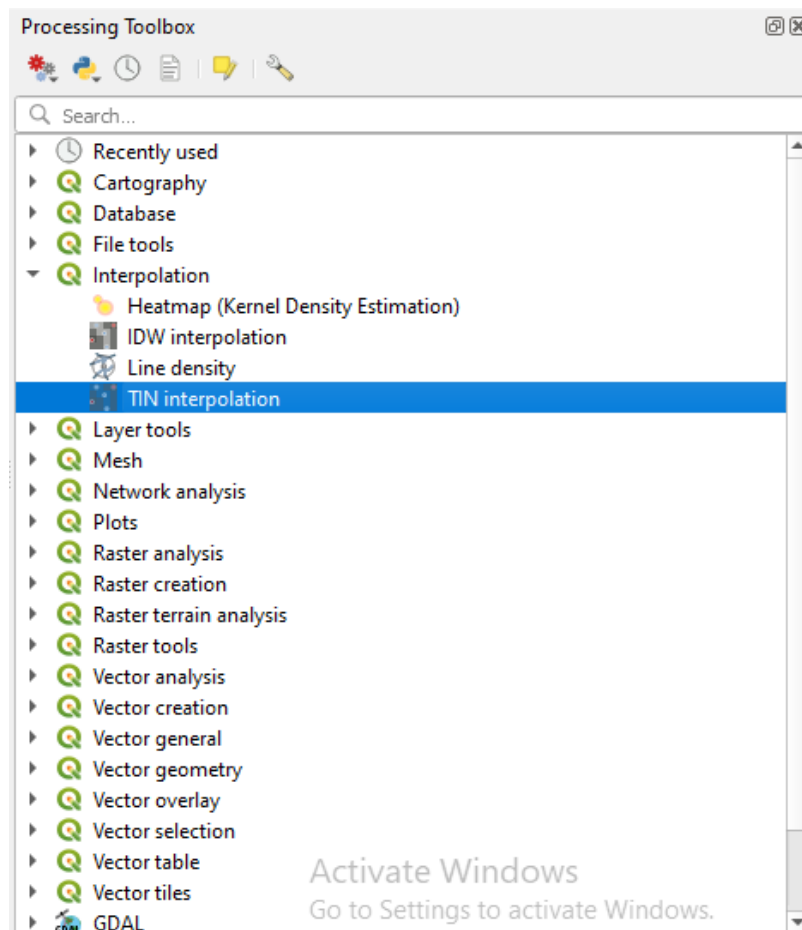 Processing Toolbox
Search...
Recently used
Cartography
Database
File tools
Interpolation
Heatmap (Kernel Density Estimation)
IDW interpolation
Line density
TIN interpolation
Layer tools
Mesh
Network analysis
Plots
Raster analysis
Raster creation
Raster terrain analysis
Raster tools
Vector analysis
Vector creation
Vector general
Vector geometry
Vector overlay
Vector selection
Vector table
Vector tiles
GDAL
Activate Windows
Go to Settings to activate Windows.